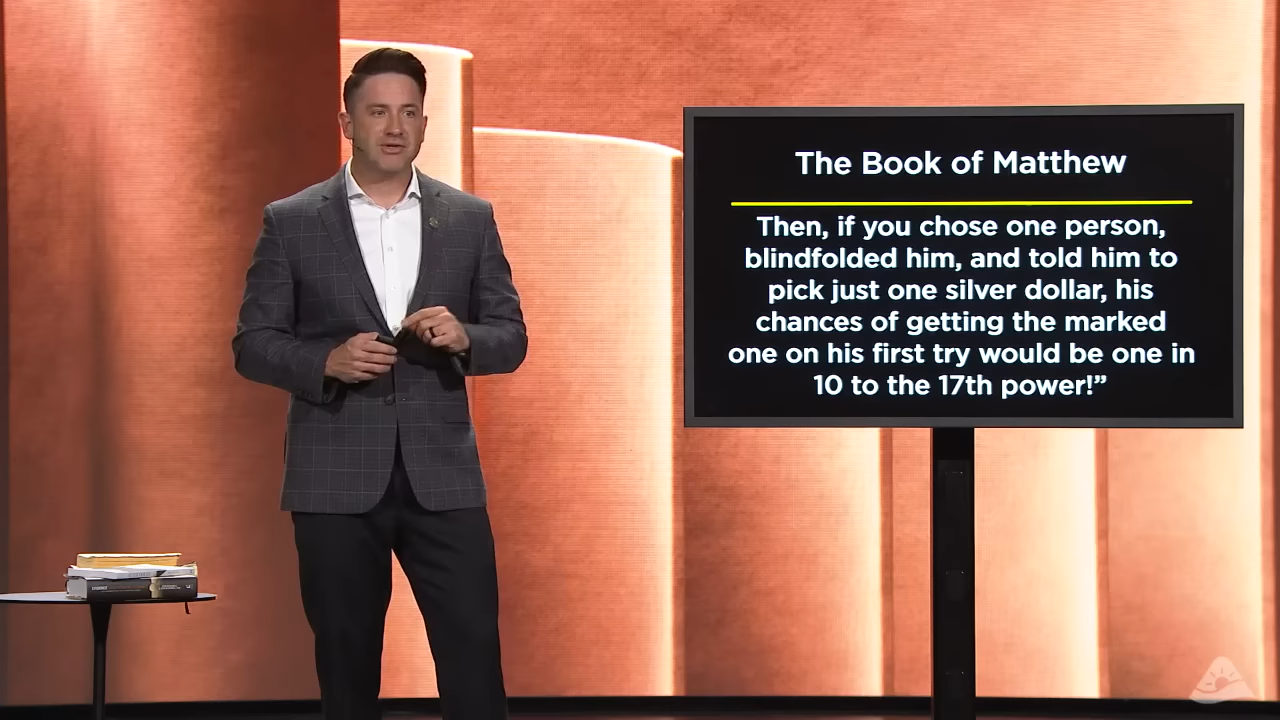 The Book of Matthew
Then, if you chose one person,
blindfolded him, and told him to
pick just one silver dollar, his
chances of getting the marked
one on his first try would be one in
10 to the 17th power!”